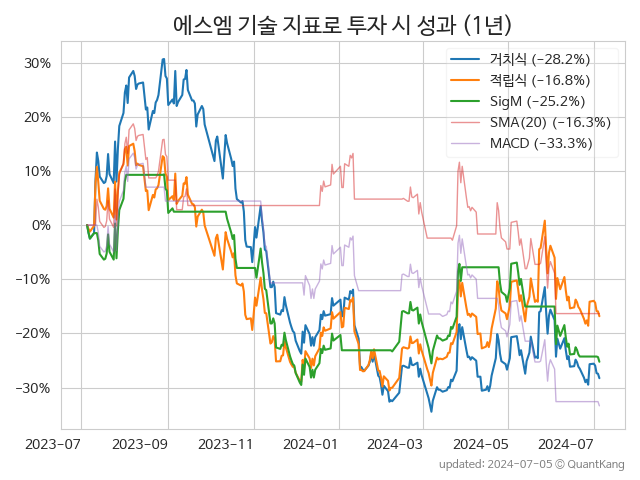 에스엠 기술 지표로 투자 시 성과 (1년)
거치식 (−28.2%)
적립식 (−16.8%)
SigM (−25.2%)
SMA(20) (−16.3%)
MACD (−33.3%)
30%
20%
10%
0%
−10%
−20%
−30%
2023−07 2023−09 2023−11 2024−01 2024−03 2024−05 2024−07
updated: 2024-07-05 © QuantKang